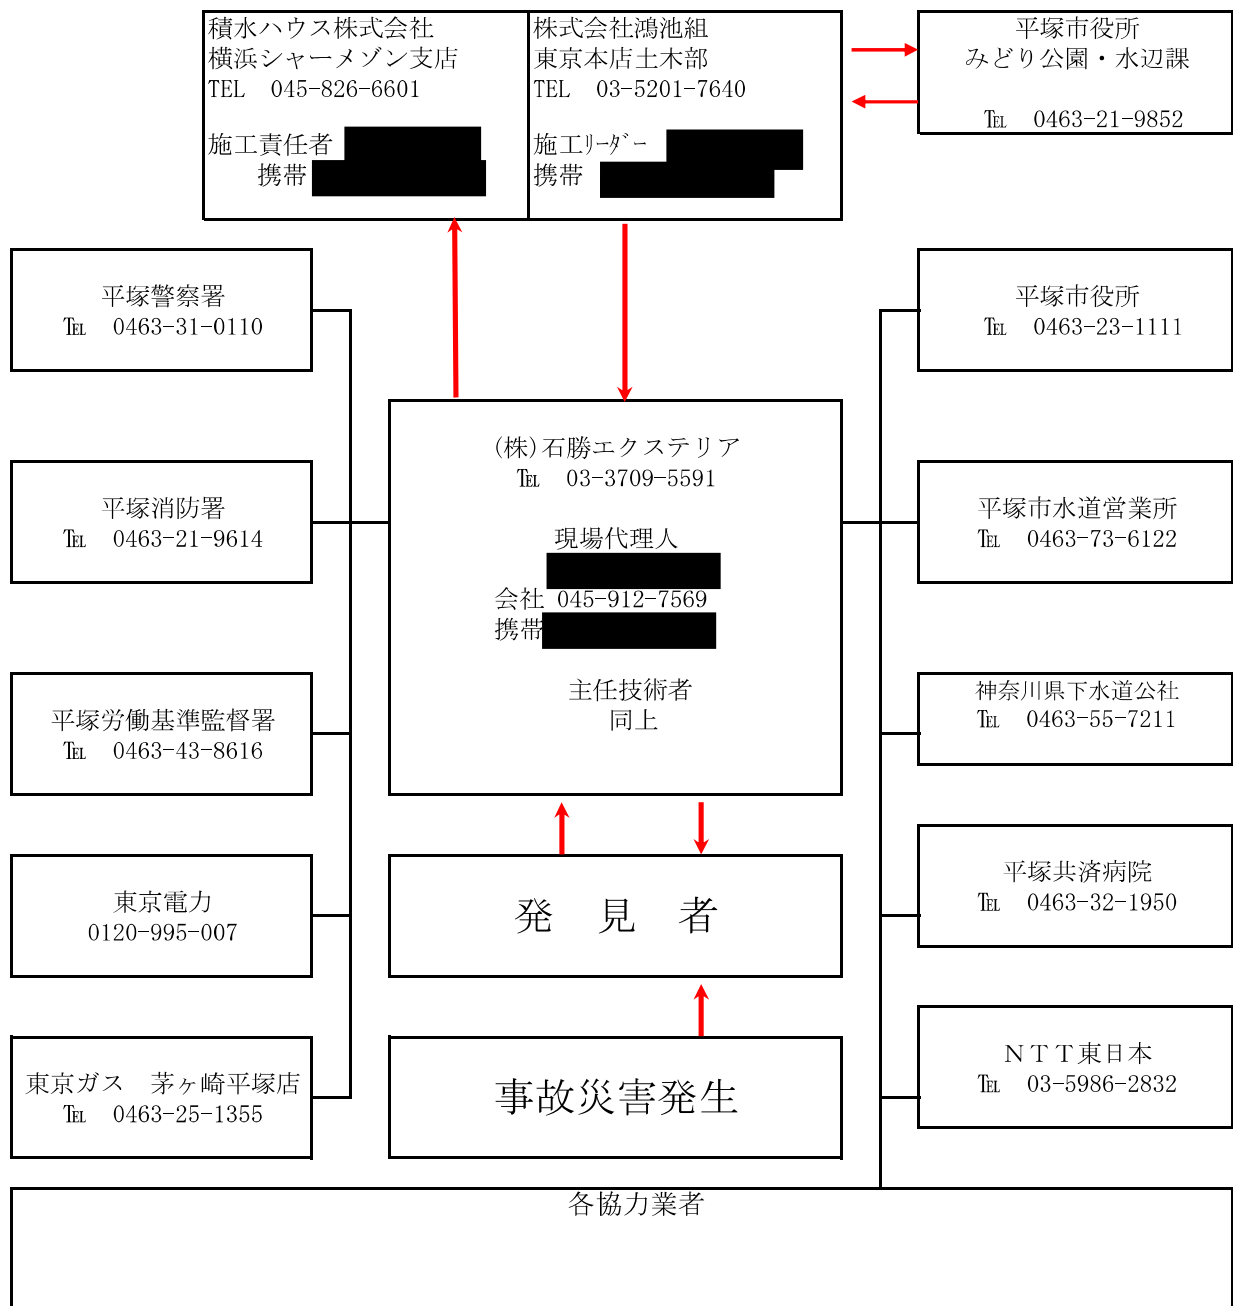 積水ハウス株式会社
横浜シャーメゾン支店
TEL　045-826-6601
施工責任者
携帯
株式会社鴻池組
東京本店土木部
TEL　03-5201-7640
施工ﾘｰﾀﾞｰ
携帯
平塚市役所
みどり公園・水辺課
℡　0463-21-9852
平塚警察署
℡　0463-31-0110
平塚消防署
℡　0463-21-9614
平塚労働基準監督署
℡　0463-43-8616
東京電力
0120-995-007
東京ガス　茅ヶ崎平塚店
℡　0463-25-1355
(株)石勝エクステリア
℡　03-3709-5591
現場代理人
会社 045-912-7569
携帯
主任技術者
同上
発　見　者
事故災害発生
平塚市役所
℡　0463-23-1111
平塚市水道営業所
℡　0463-73-6122
神奈川県下水道公社
℡　0463-55-7211
平塚共済病院
℡　0463-32-1950
ＮＴＴ東日本
℡　03-5986-2832
各協力業者